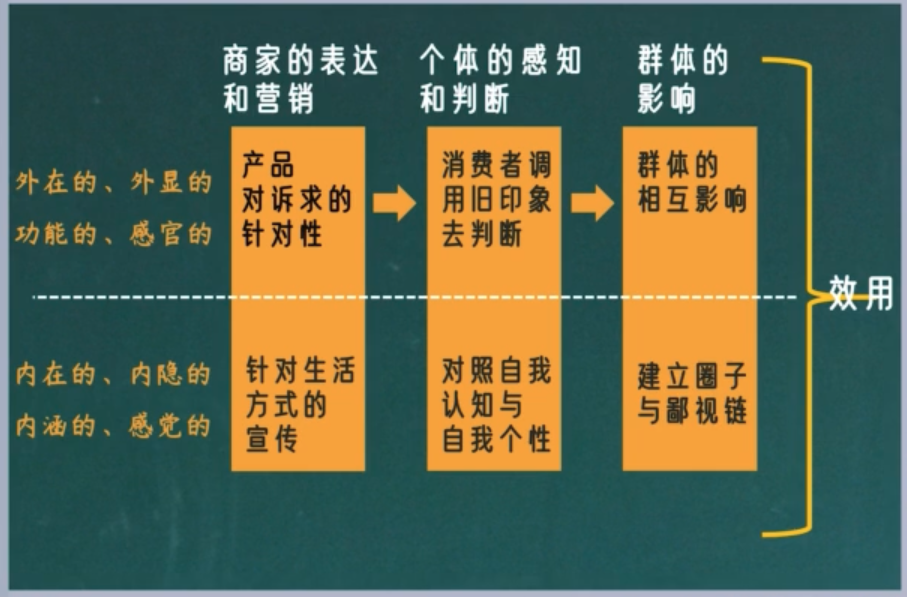 商家的表达
和营销
个体的感知
和判断
群体的
影响
外在的、外显的
功能的、感官的
产品
对诉求的
针对性
消费者调
用旧印象
去判断
群体的
相互影响
效用
内在的、内隐的
内涵的、感觉的
针对生活
方式的
宣传
对照自我
认知与
自我个性
建立圈子
与鄙视链